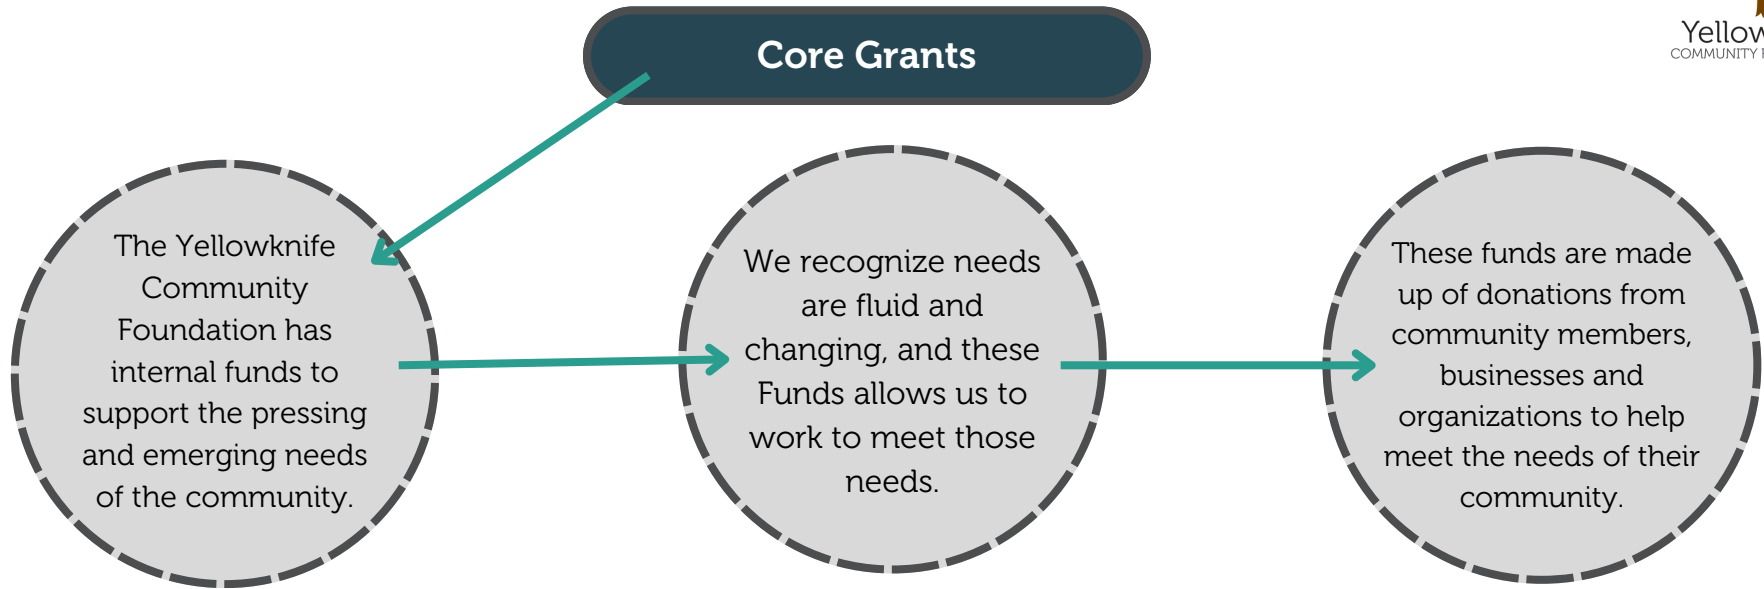 Core Grants
Yellow
COMMUNITY
The Yellowknife
Community
Foundation has
internal funds to
support the pressing
and emerging needs
of the community.
We recognize needs
are fluid and
changing, and these
Funds allows us to
work to meet those
needs.
These funds are made
up of donations from
community members,
businesses and
organizations to help
meet the needs of their
community.